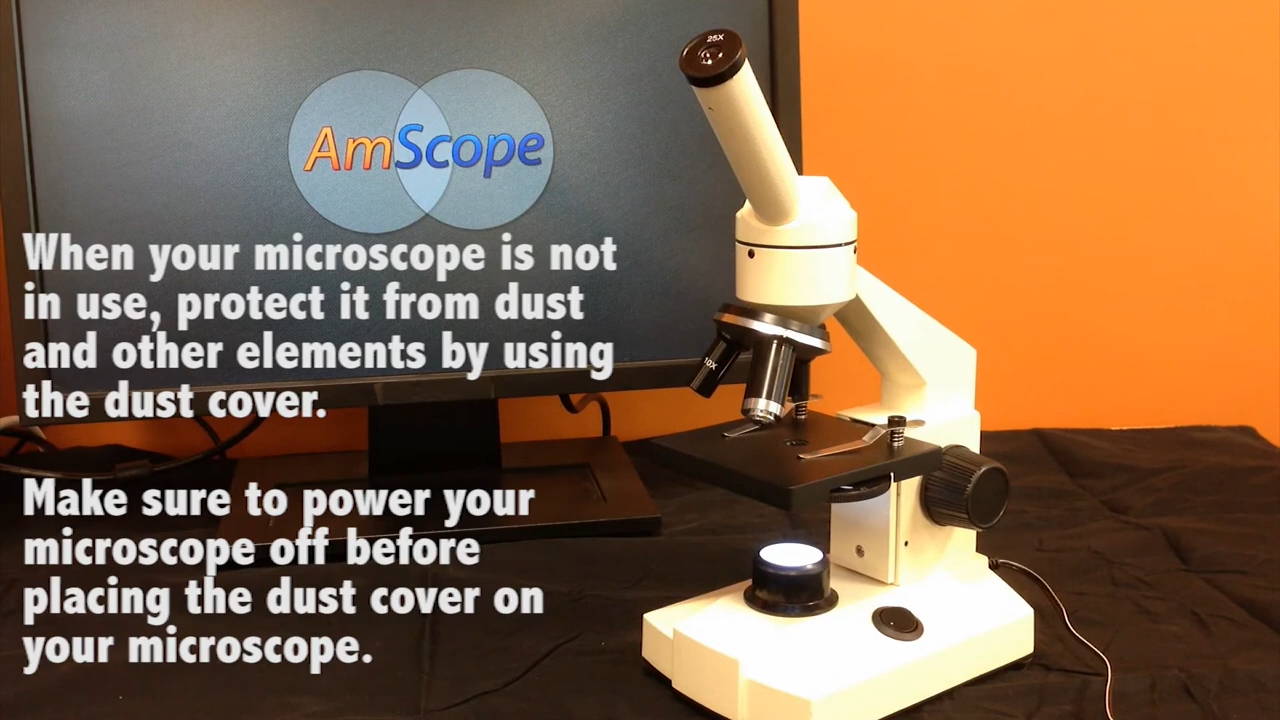 25X
AmScope
When your microscope is not
in use, protect it from dust
and other elements by using
the dust cover.
10X
Make sure to power your
microscope off before
placing the dust cover on
your microscope.